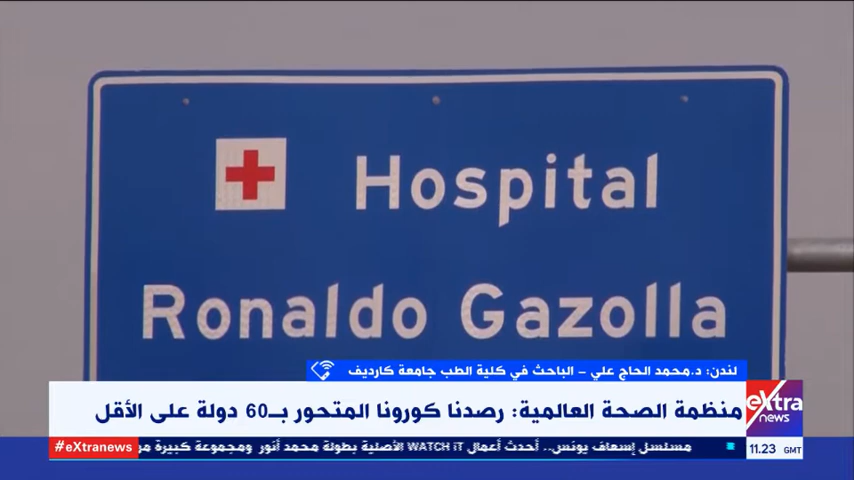 Hospital
Ronaldo Gazolla
لندن: د.محمد الحاج علي - الباحث في كلية الطب جامعة كارديف
منظمة الصحة العالمية: رصدنا كورونا المتحور بـ60 دولة على الأقل
eXtra
news
#eXtranews
مسلسل إسعاف يونس.. أحدث أعمال WATCH iT الأصلية بطولة محمد أنور ومجموعة كبيرة
11.23 GMT